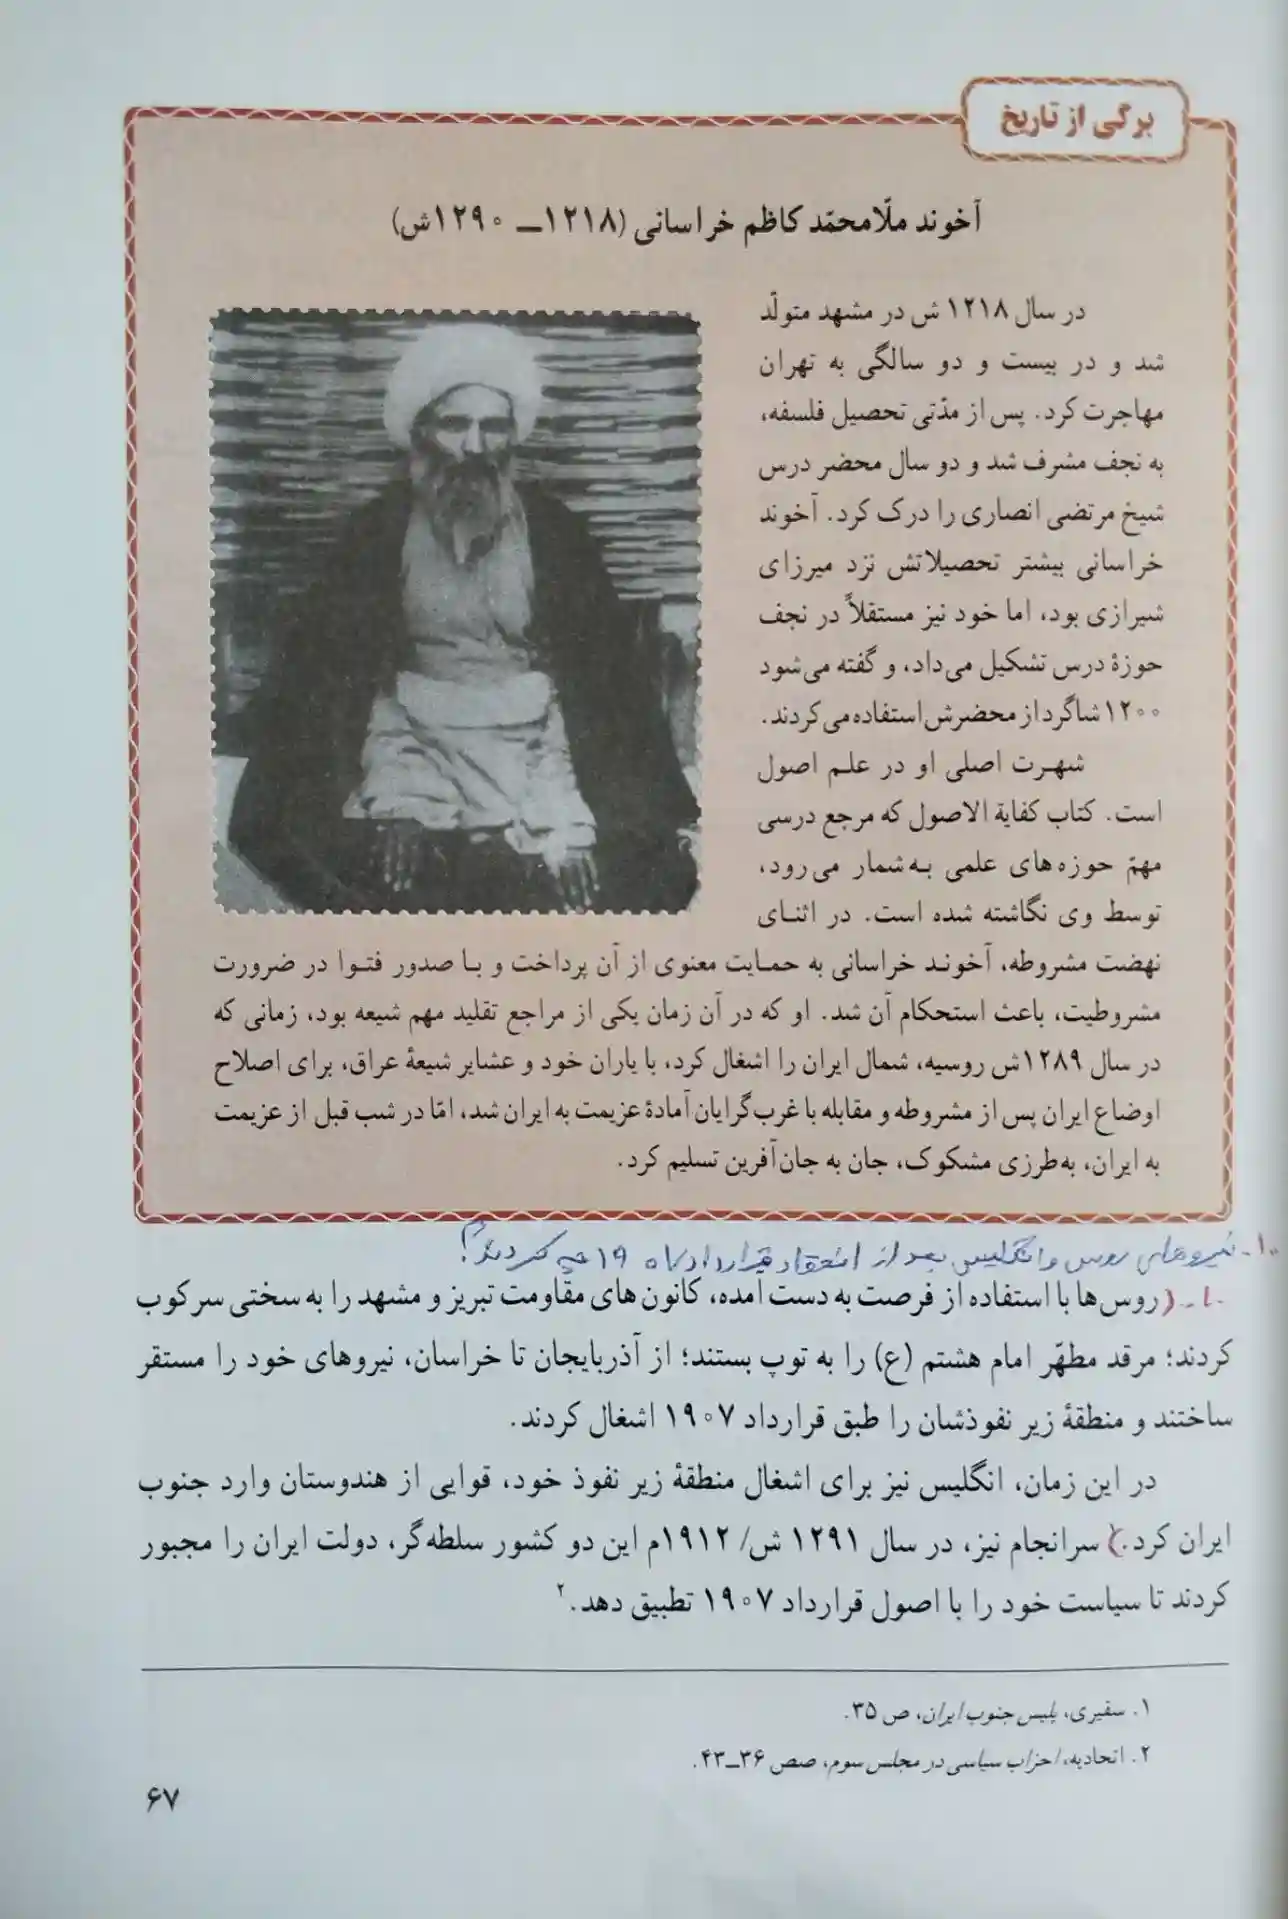 برگی از تاریخ
آخوند ملّامحمّد کاظم خراسانی (۱۲۱۸ــ ۱۲۹۰ش)
در سال ۱۲۱۸ ش در مشهد متولّد
شد و در بیست و دو سالگی به تهران
مهاجرت کرد. پس از مدّتی تحصیل فلسفه،
به نجف مشرف شد و دو سال محضر درس
شیخ مرتضی انصاری را درک کرد. آخوند
خراسانی بیشتر تحصیلاتش نزد میرزای
شیرازی بود، اما خود نیز مستقلاً در نجف
حوزهٔ درس تشکیل می‌داد، و گفته می‌شود
۱۲۰۰ شاگرد از محضرش استفاده می‌کردند.
شهرت اصلی او در علم اصول
است. کتاب کفایة الاصول که مرجع درسی
مهمّ حوزه‌های علمی به‌شمار می‌رود،
توسط وی نگاشته شده است. در اثنای
نهضت مشروطه، آخوند خراسانی به حمایت معنوی از آن پرداخت و با صدور فتوا در ضرورت
مشروطیت، باعث استحکام آن شد. او که در آن زمان یکی از مراجع تقلید مهم شیعه بود، زمانی که
در سال ۱۲۸۹ش روسیه، شمال ایران را اشغال کرد، با یاران خود و عشایر شیعهٔ عراق، برای اصلاح
اوضاع ایران پس از مشروطه و مقابله با غرب‌گرایان آمادهٔ عزیمت به ایران شد، امّا در شب قبل از عزیمت
به ایران، به‌طرزی مشکوک، جان به جان‌آفرین تسلیم کرد.
۱۰- نیروهای روس و انگلیس بعد از انعقاد قرارداد ۱۹ چه کردند؟
۱۰- (روس‌ها با استفاده از فرصت به دست آمده، کانون‌های مقاومت تبریز و مشهد را به سختی سرکوب
کردند؛ مرقد مطهّر امام هشتم (ع) را به توپ بستند؛ از آذربایجان تا خراسان، نیروهای خود را مستقر
ساختند و منطقهٔ زیر نفوذشان را طبق قرارداد ۱۹۰۷ اشغال کردند.
در این زمان، انگلیس نیز برای اشغال منطقهٔ زیر نفوذ خود، قوایی از هندوستان وارد جنوب
ایران کرد.) سرانجام نیز، در سال ۱۲۹۱ ش/ ۱۹۱۲م این دو کشور سلطه‌گر، دولت ایران را مجبور
کردند تا سیاست خود را با اصول قرارداد ۱۹۰۷ تطبیق دهد.۲
۱. سفیری، پلیس جنوب ایران، ص ۳۵.
۲. اتحادیه، احزاب سیاسی در مجلس سوم، صص ۳۶ــ۴۳.
۶۷